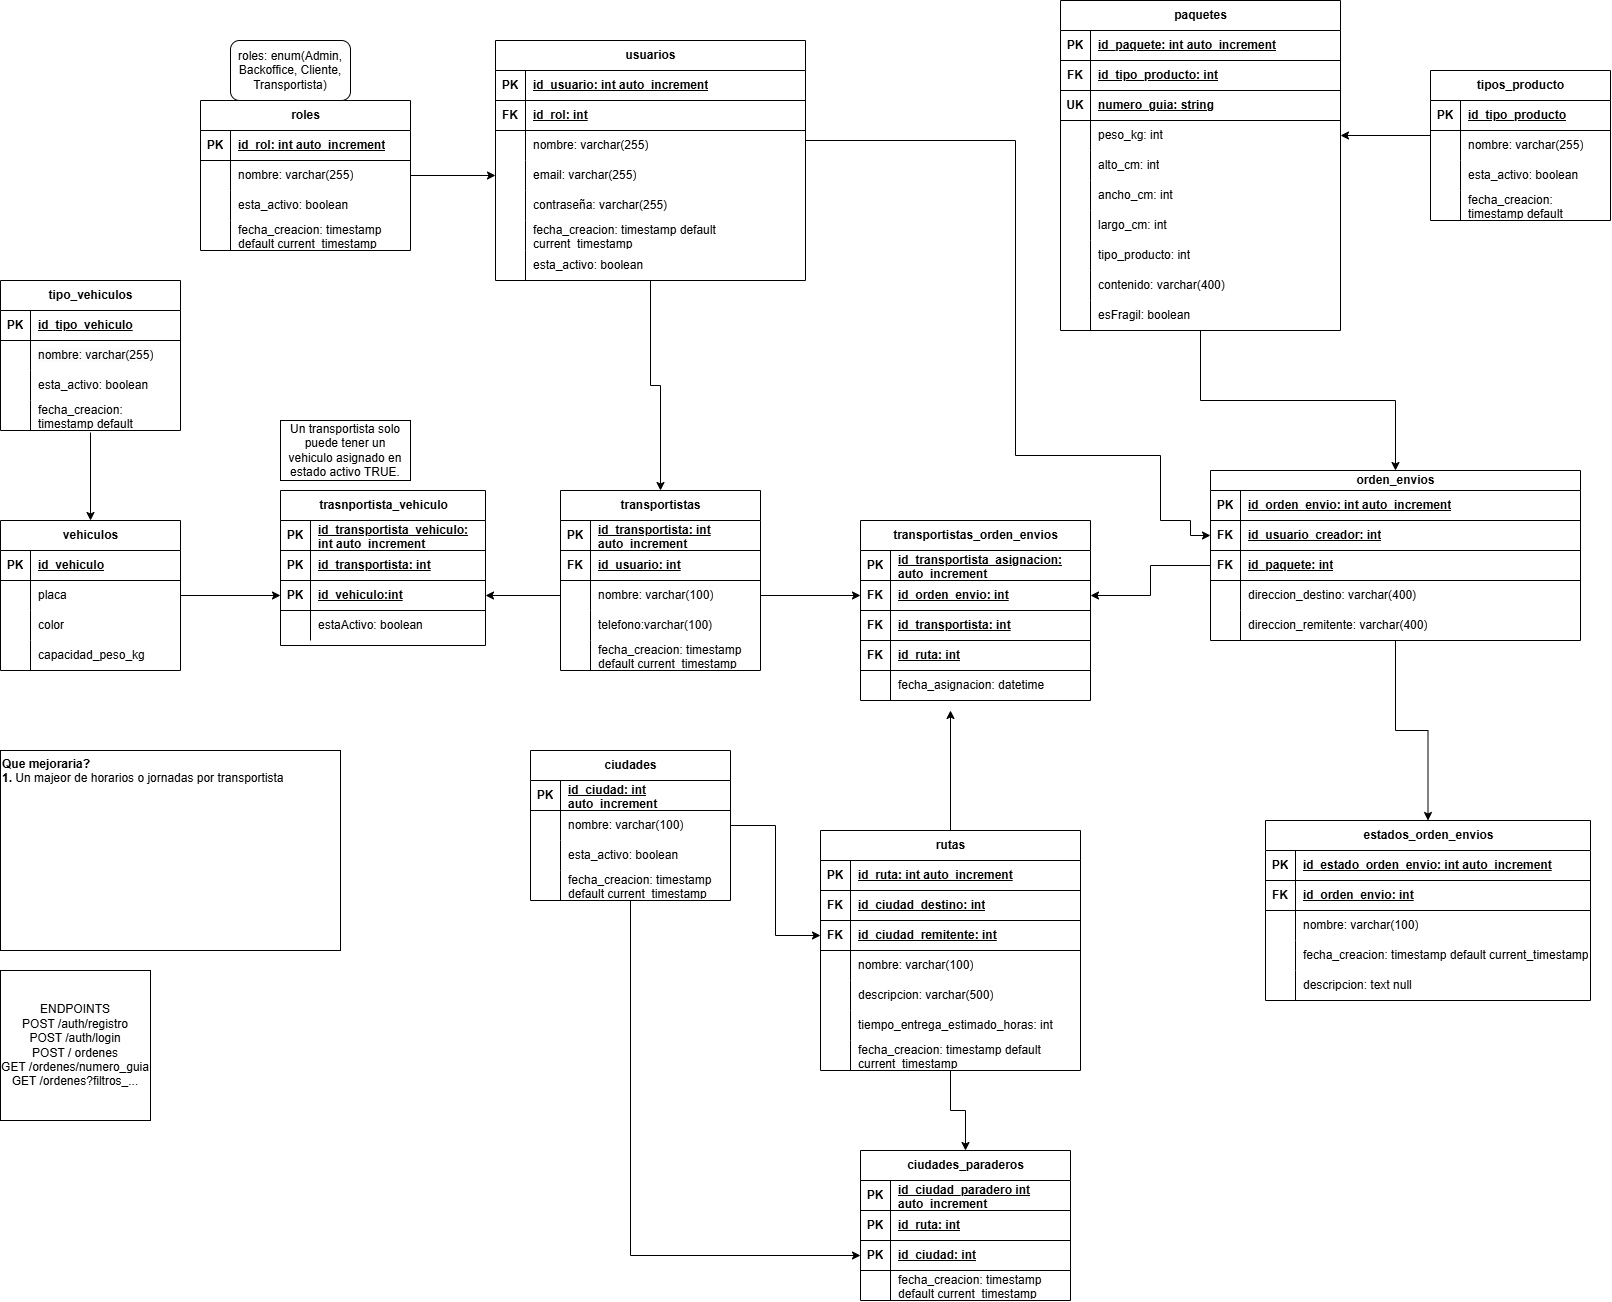 paquetes
PK id_paquete: int auto_increment
FK id_tipo_producto: int
UK numero_guia: string
peso_kg: int
alto_cm: int
ancho_cm: int
largo_cm: int
tipo_producto: int
contenido: varchar(400)
esFragil: boolean
roles: enum(Admin,
Backoffice, Cliente,
Transportista)
roles
PK id_rol: int auto_increment
nombre: varchar(255)
esta_activo: boolean
fecha_creacion: timestamp
default current_timestamp
usuarios
PK id_usuario: int auto_increment
FK id_rol: int
nombre: varchar(255)
email: varchar(255)
contraseña: varchar(255)
fecha_creacion: timestamp default
current_timestamp
esta_activo: boolean
tipos_producto
PK id_tipo_producto
nombre: varchar(255)
esta_activo: boolean
fecha_creacion:
timestamp default
tipo_vehiculos
PK id_tipo_vehiculo
nombre: varchar(255)
esta_activo: boolean
fecha_creacion:
timestamp default
Un transportista solo
puede tener un
vehiculo asignado en
estado activo TRUE.
vehiculos
PK id_vehiculo
placa
color
capacidad_peso_kg
trasnportista_vehiculo
PK id_transportista_vehiculo:
int auto_increment
PK id_transportista: int
PK id_vehiculo:int
estaActivo: boolean
transportistas
PK id_transportista: int
auto_increment
FK id_usuario: int
nombre: varchar(100)
telefono:varchar(100)
fecha_creacion: timestamp
default current_timestamp
transportistas_orden_envios
PK id_transportista_asignacion:
auto_increment
FK id_orden_envio: int
FK id_transportista: int
FK id_ruta: int
fecha_asignacion: datetime
orden_envios
PK id_orden_envio: int auto_increment
FK id_usuario_creador: int
FK id_paquete: int
direccion_destino: varchar(400)
direccion_remitente: varchar(400)
Que mejoraria?
1. Un majeor de horarios o jornadas por transportista
ciudades
PK id_ciudad: int
auto_increment
nombre: varchar(100)
esta_activo: boolean
fecha_creacion: timestamp
default current_timestamp
rutas
PK id_ruta: int auto_increment
FK id_ciudad_destino: int
FK id_ciudad_remitente: int
nombre: varchar(100)
descripcion: varchar(500)
tiempo_entrega_estimado_horas: int
fecha_creacion: timestamp default
current_timestamp
estados_orden_envios
PK id_estado_orden_envio: int auto_increment
FK id_orden_envio: int
nombre: varchar(100)
fecha_creacion: timestamp default current_timestamp
descripcion: text null
ENDPOINTS
POST /auth/registro
POST /auth/login
POST / ordenes
GET /ordenes/numero_guia
GET /ordenes?filtros_...
ciudades_paraderos
PK id_ciudad_paradero int
auto_increment
PK id_ruta: int
PK id_ciudad: int
fecha_creacion: timestamp
default current_timestamp